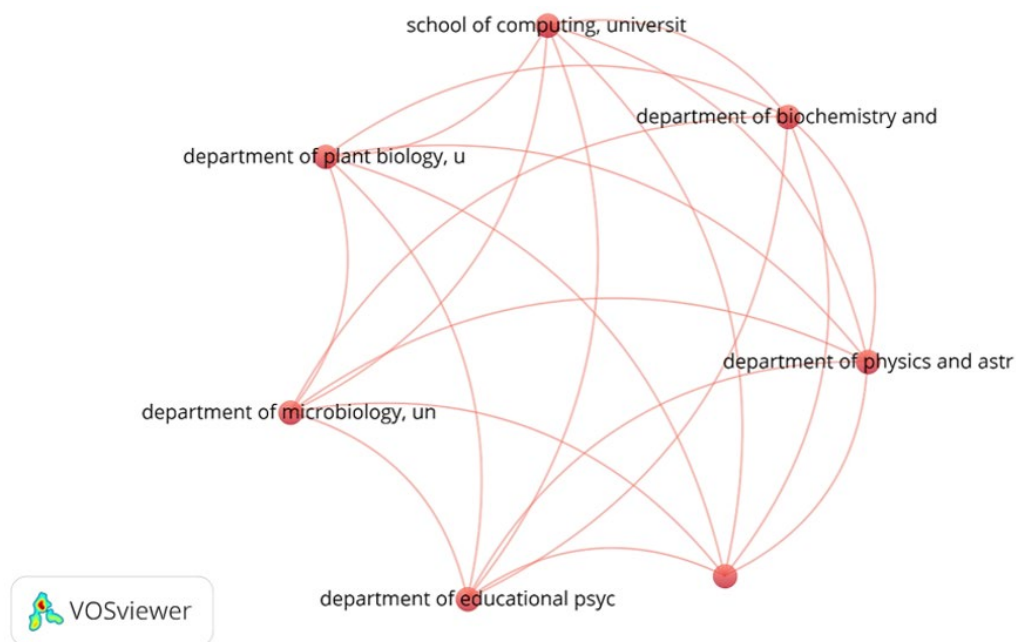 school of computing, universit
department of biochemistry and
department of plant biology, u
department of physics and astr
department of microbiology, un
department of educational psyc
VOSviewer